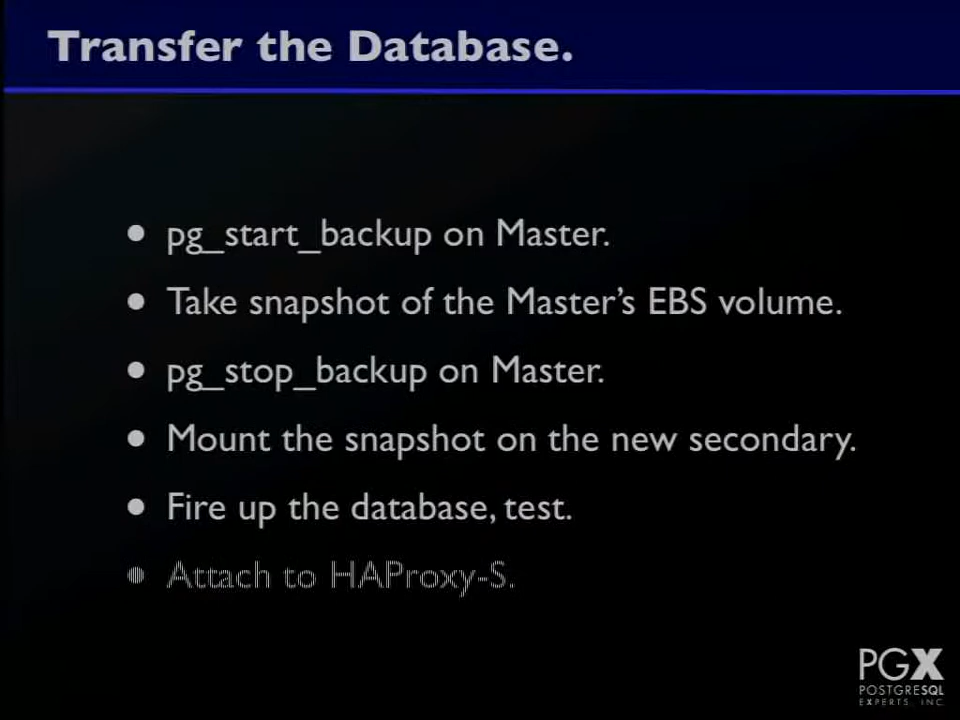 Transfer the Database.
• pg_start_backup on Master.
• Take snapshot of the Master’s EBS volume.
• pg_stop_backup on Master.
• Mount the snapshot on the new secondary.
• Fire up the database, test.
• Attach to HAProxy-S.
PGX
POSTGRESQL
EXPERTS, INC